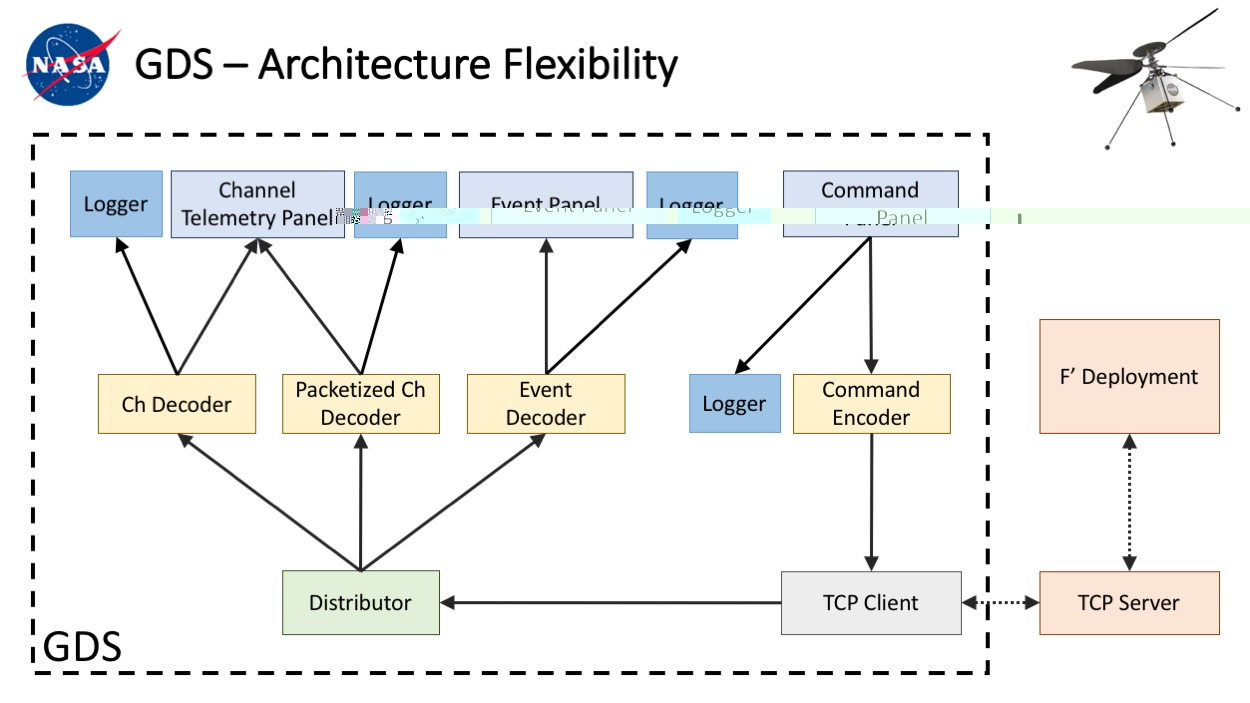 NASA
GDS – Architecture Flexibility
Logger
Channel
Telemetry Panel
Logger
Event Panel
Logger
Command
Panel
Ch Decoder
Packetized Ch
Decoder
Event
Decoder
Logger
Command
Encoder
F’ Deployment
Distributor
TCP Client
TCP Server
GDS